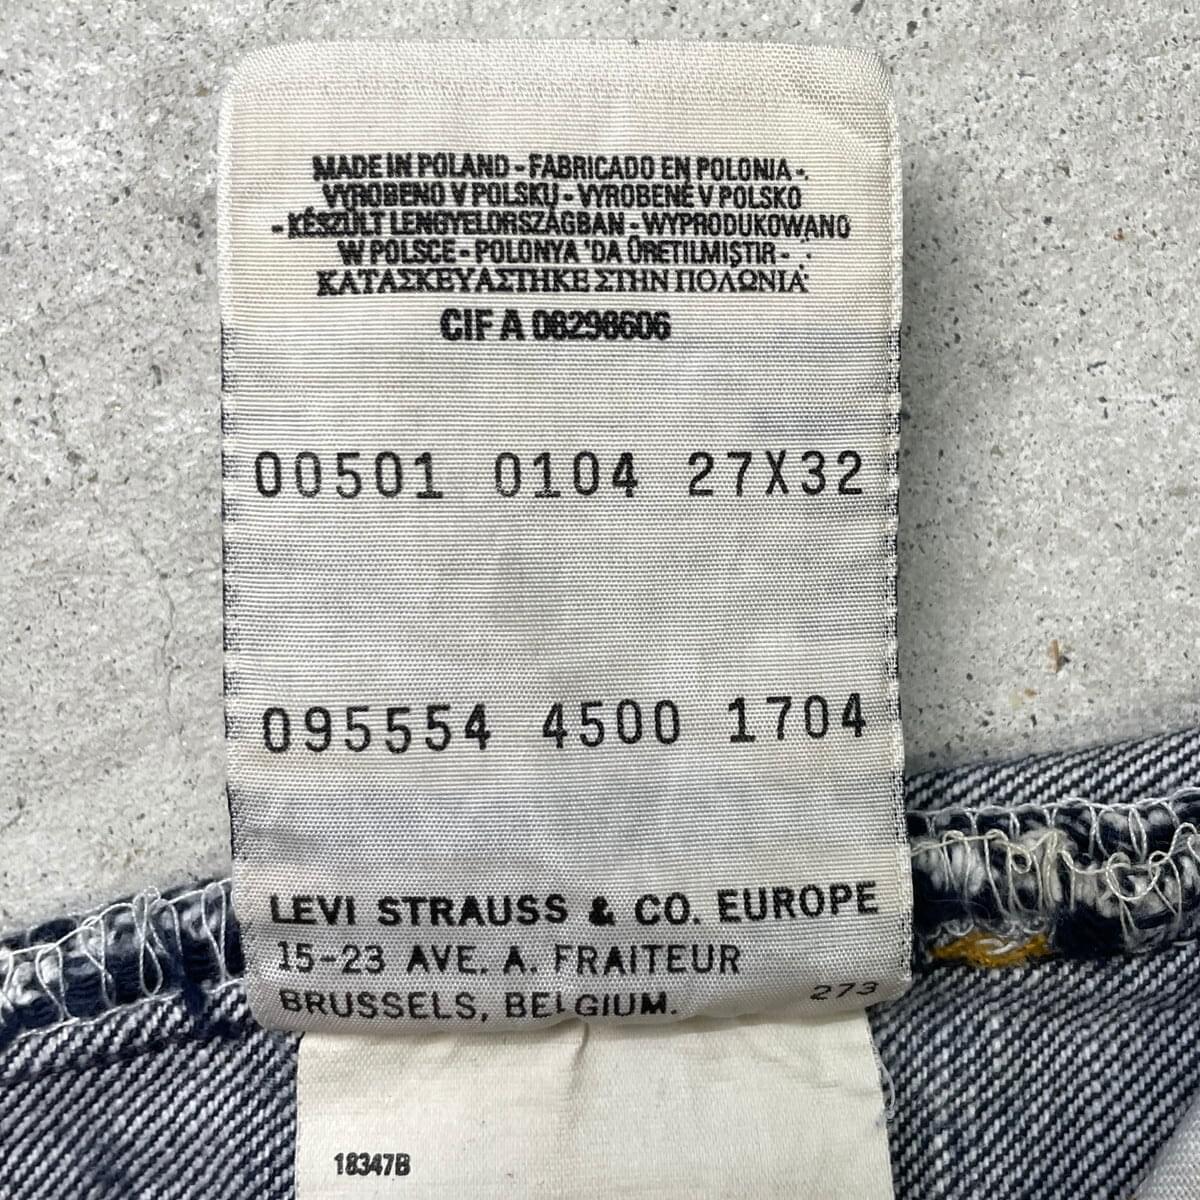 MADE IN POLAND - FABRICADO EN POLONIA -
VYROBENO V POLSKU - VYROBENÉ V POLSKO
- KÉSZÜLT LENGYELORSZÁGBAN - WYPRODUKOWANO
W POLSCE - POLONYA 'DA ÜRETILMIŞTIR -
ΚΑΤΑΣΚΕΥΑΣΤΗΚΕ ΣΤΗΝ ΠΟΛΩΝΙΑ
CIF A 08298606
00501 0104 27X32
095554 4500 1704
LEVI STRAUSS & CO. EUROPE
15-23 AVE. A. FRAITEUR
BRUSSELS, BELGIUM.
273
18347B